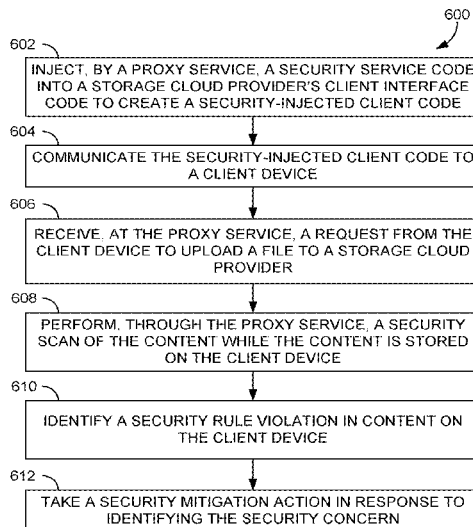 600
602
INJECT, BY A PROXY SERVICE, A SECURITY SERVICE CODE
INTO A STORAGE CLOUD PROVIDER'S CLIENT INTERFACE
CODE TO CREATE A SECURITY-INJECTED CLIENT CODE
604
COMMUNICATE THE SECURITY-INJECTED CLIENT CODE TO
A CLIENT DEVICE
606
RECEIVE, AT THE PROXY SERVICE, A REQUEST FROM THE
CLIENT DEVICE TO UPLOAD A FILE TO A STORAGE CLOUD
PROVIDER
608
PERFORM, THROUGH THE PROXY SERVICE, A SECURITY
SCAN OF THE CONTENT WHILE THE CONTENT IS STORED
ON THE CLIENT DEVICE
610
IDENTIFY A SECURITY RULE VIOLATION IN CONTENT ON
THE CLIENT DEVICE
612
TAKE A SECURITY MITIGATION ACTION IN RESPONSE TO
IDENTIFYING THE SECURITY CONCERN